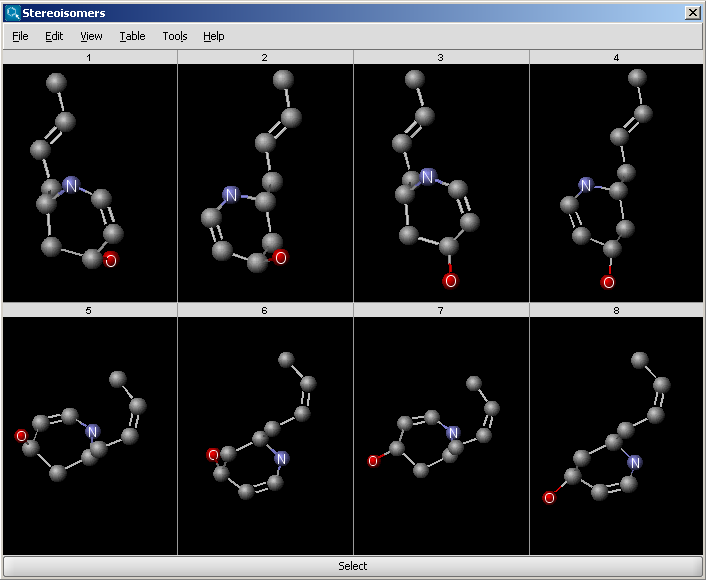 Stereoisomers
File Edit View Table Tools Help
1 2 3 4
N N N N
O O O O
5 6 7 8
O N O N O N O N
Select